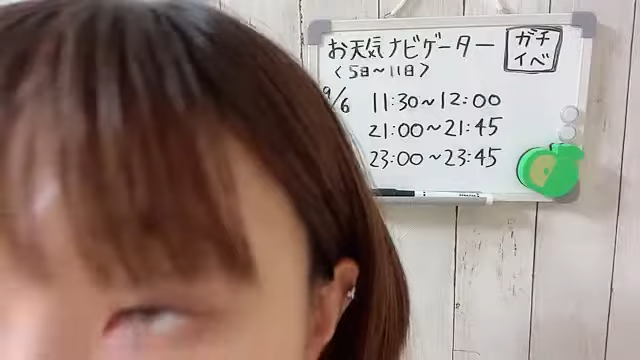 お天気ナビゲーター
ガチ
イベ
〈5日~11日〉
9/6 11:30~12:00
21:00~21:45
23:00~23:45